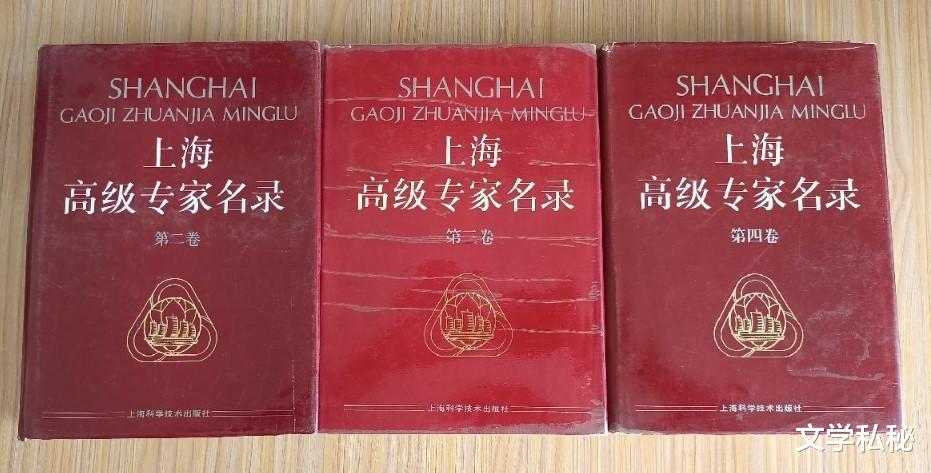 SHANGHAI
GAOJI ZHUANJIA MINGLU
上海
高级专家名录
第二卷
上海科学技术出版社
SHANGHAI
GAOJI ZHUANJIA MINGLU
上海
高级专家名录
第三卷
上海科学技术出版社
SHANGHAI
GAOJI ZHUANJIA MINGLU
上海
高级专家名录
第四卷
上海科学技术出版社
文学私秘